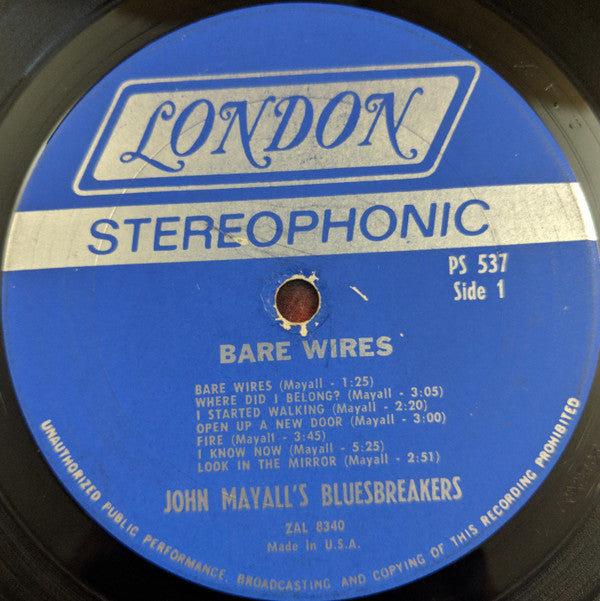 LONDON
STEREOPHONIC
PS 537
Side 1
BARE WIRES
BARE WIRES (Mayall - 1:25)
WHERE DID I BELONG? (Mayall - 3:05)
I STARTED WALKING (Mayall - 2:20)
OPEN UP A NEW DOOR (Mayall - 3:00)
FIRE (Mayall - 3:45)
I KNOW NOW (Mayall - 5:25)
LOOK IN THE MIRROR (Mayall - 2:51)
JOHN MAYALL'S BLUESBREAKERS
ZAL 8340
Made in U.S.A.
UNAUTHORIZED PUBLIC PERFORMANCE, BROADCASTING AND COPYING OF THIS RECORDING PROHIBITED